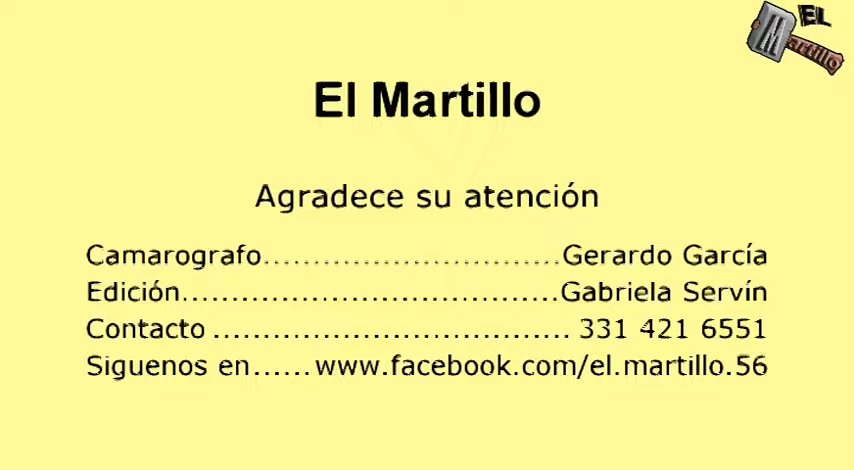 EL
Martillo
El Martillo
Agradece su atención
Camarografo..............................Gerardo García
Edición......................................Gabriela Servín
Contacto .................................... 331 421 6551
Siguenos en......www.facebook.com/el.martillo.56